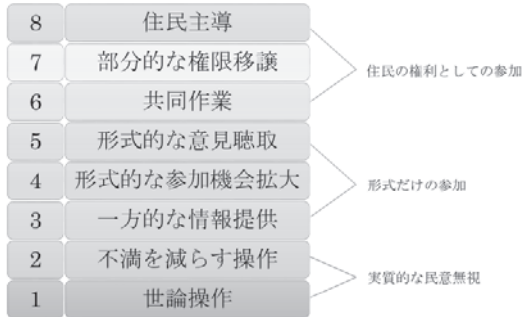 8 住民主導
7 部分的な権限移譲
6 共同作業
住民の権利としての参加
5 形式的な意見聴取
4 形式的な参加機会拡大
3 一方的な情報提供
形式だけの参加
2 不満を減らす操作
1 世論操作
実質的な民意無視